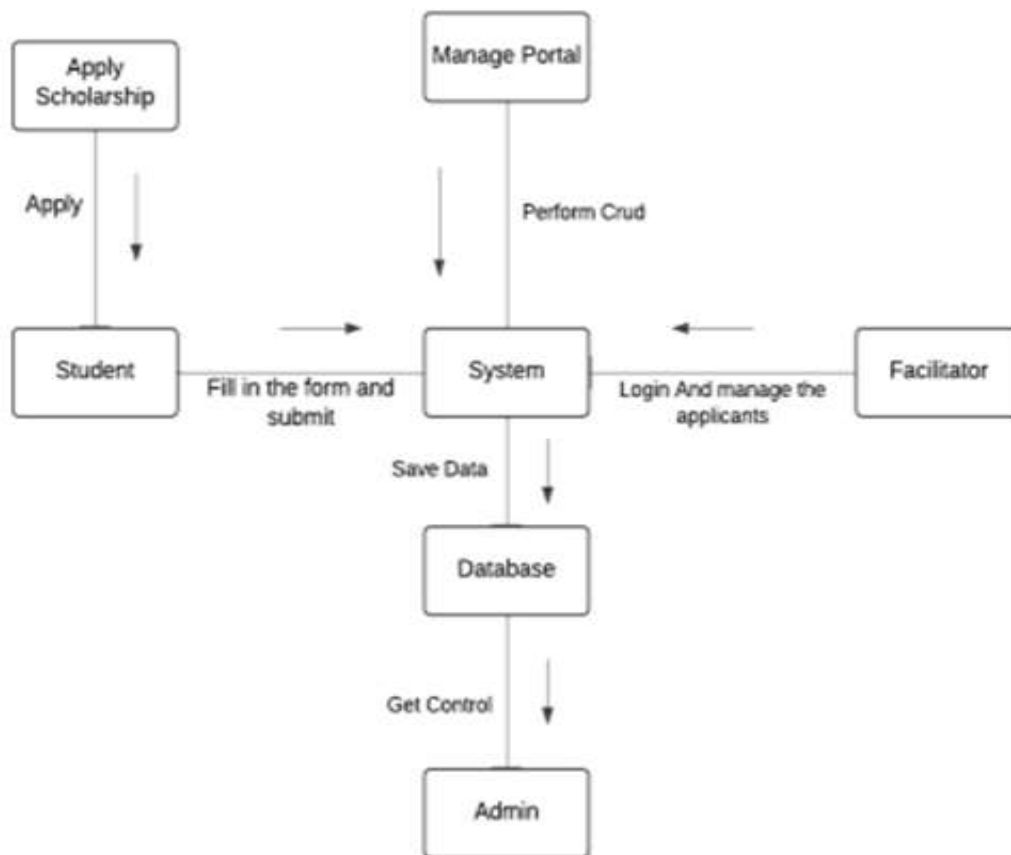 Apply
Scholarship
Manage Portal
Apply
Perform Crud
Student
Fill in the form and
submit
System
Login And manage the
applicants
Facilitator
Save Data
Database
Get Control
Admin